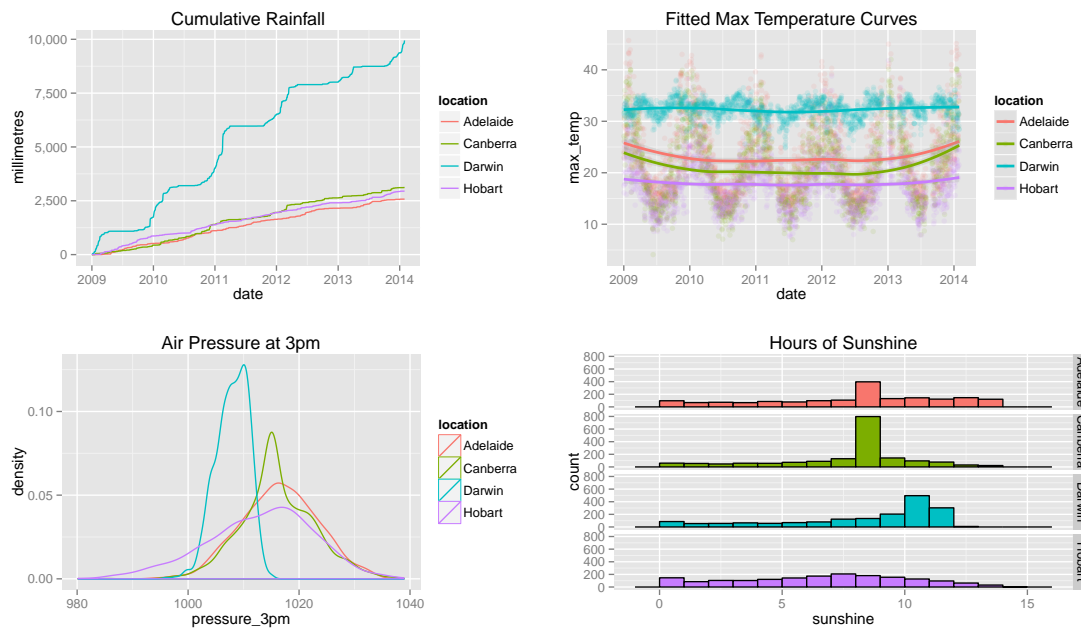 Cumulative Rainfall
10,000
7,500
5,000
2,500
0
millimetres
2009 2010 2011 2012 2013 2014
date
location
Adelaide
Canberra
Darwin
Hobart
Fitted Max Temperature Curves
40
30
20
10
max_temp
2009 2010 2011 2012 2013 2014
date
location
Adelaide
Canberra
Darwin
Hobart
Air Pressure at 3pm
0.10
0.05
0.00
density
980 1000 1020 1040
pressure_3pm
location
Adelaide
Canberra
Darwin
Hobart
Hours of Sunshine
800
600
400
200
0
Adelaide
800
600
400
200
0
Canberra
800
600
400
200
0
Darwin
800
600
400
200
0
Hobart
count
0 5 10 15
sunshine